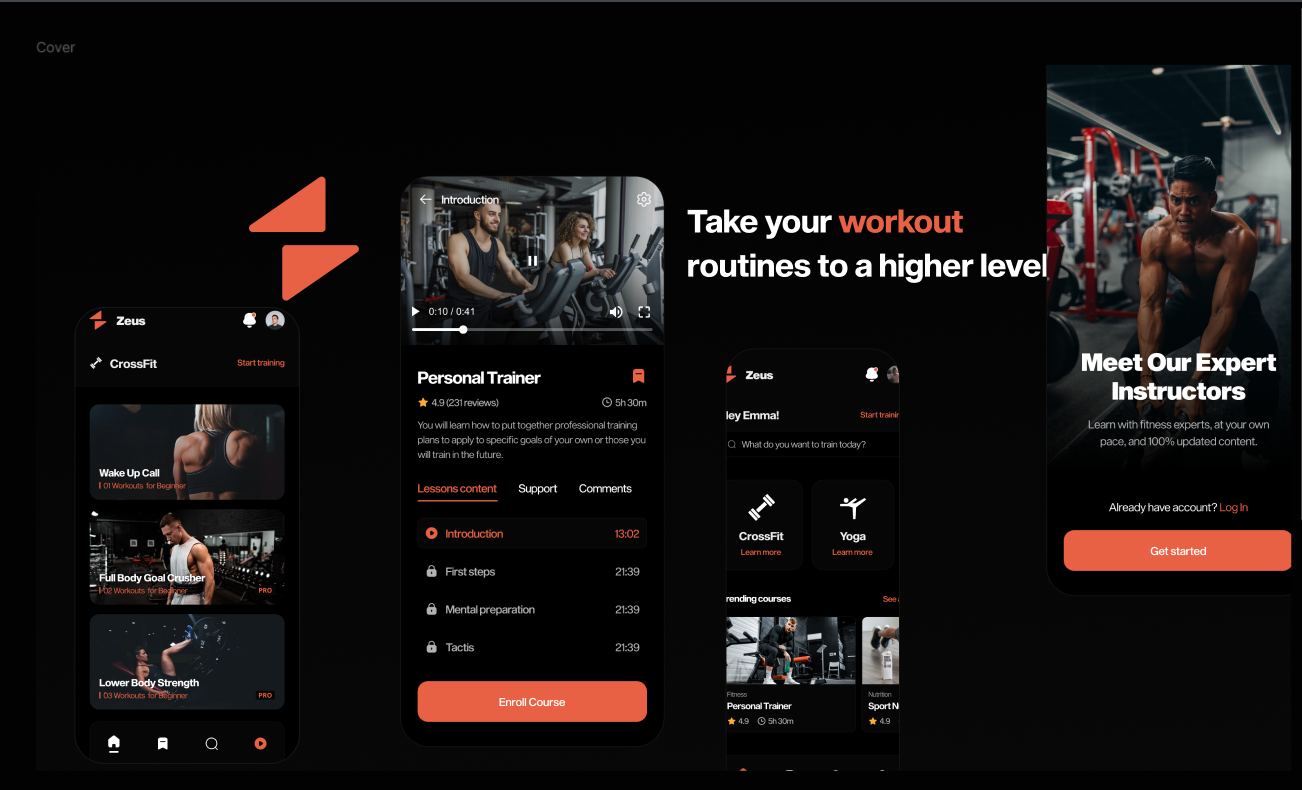 Cover
Zeus
CrossFit
Start training
Wake Up Call
01 Workouts for Beginner
Full Body Goal Crusher
02 Workouts for Beginner
PRO
Lower Body Strength
03 Workouts for Beginner
PRO
Introduction
0:10 / 0:41
Personal Trainer
4.9 (231 reviews)
5h 30m
You will learn how to put together professional training
plans to apply to specific goals of your own or those you
will train in the future.
Lessons content
Support
Comments
Introduction
13:02
First steps
21:39
Mental preparation
21:39
Tactis
21:39
Enroll Course
Take your workout
routines to a higher level
Zeus
ley Emma!
Start trainin
What do you want to train today?
CrossFit
Learn more
Yoga
Learn more
rending courses
See a
Fitness
Personal Trainer
4.9
5h 30m
Nutrition
Sport N
4.9
Meet Our Expert
Instructors
Learn with fitness experts, at your own
pace, and 100% updated content.
Already have account? Log In
Get started